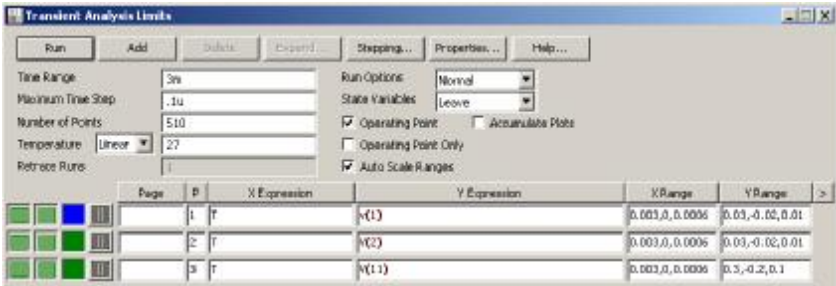 Transient Analysis Limits
Run Add Delete Expand... Stepping... Properties... Help...
Time Range 3m Run Options Normal
Maximum Time Step .1u State Variables Leave
Number of Points 510 Operating Point Accumulate Plots
Temperature Linear 27 Operating Point Only
Retrace Runs 1 Auto Scale Ranges
Page P X Expression Y Expression X Range Y Range >
1 T v(1) 0.003,0,0.0006 0.03,-0.02,0.01
2 T V(2) 0.003,0,0.0006 0.03,-0.02,0.01
3 T V(11) 0.003,0,0.0006 0.3,-0.2,0.1